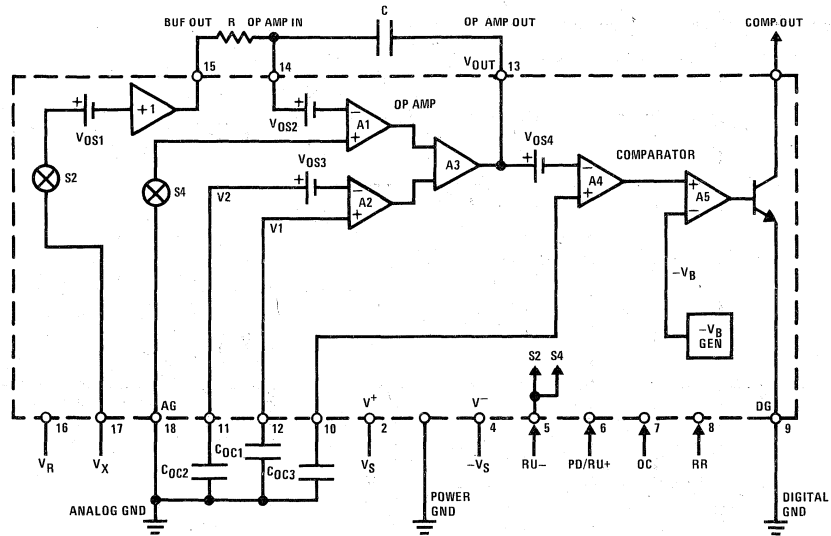 BUF OUT R OP AMP IN C OP AMP OUT COMP OUT
15 14 VOUT 13
+ VOS1 +1 + VOS2 − A1 + OP AMP
S2 S4 VOS3 + − A2 + A3 VOS4 + − A4 + COMPARATOR + A5 −
V2 V1
−VB
−VB
GEN
S2 S4
AG V+ V− DG
16 17 18 11 12 10 2 4 5 6 7 8 9
VR VX COC2 COC1 COC3 VS −VS RU− PD/RU+ OC RR
ANALOG GND
POWER
GND
DIGITAL
GND